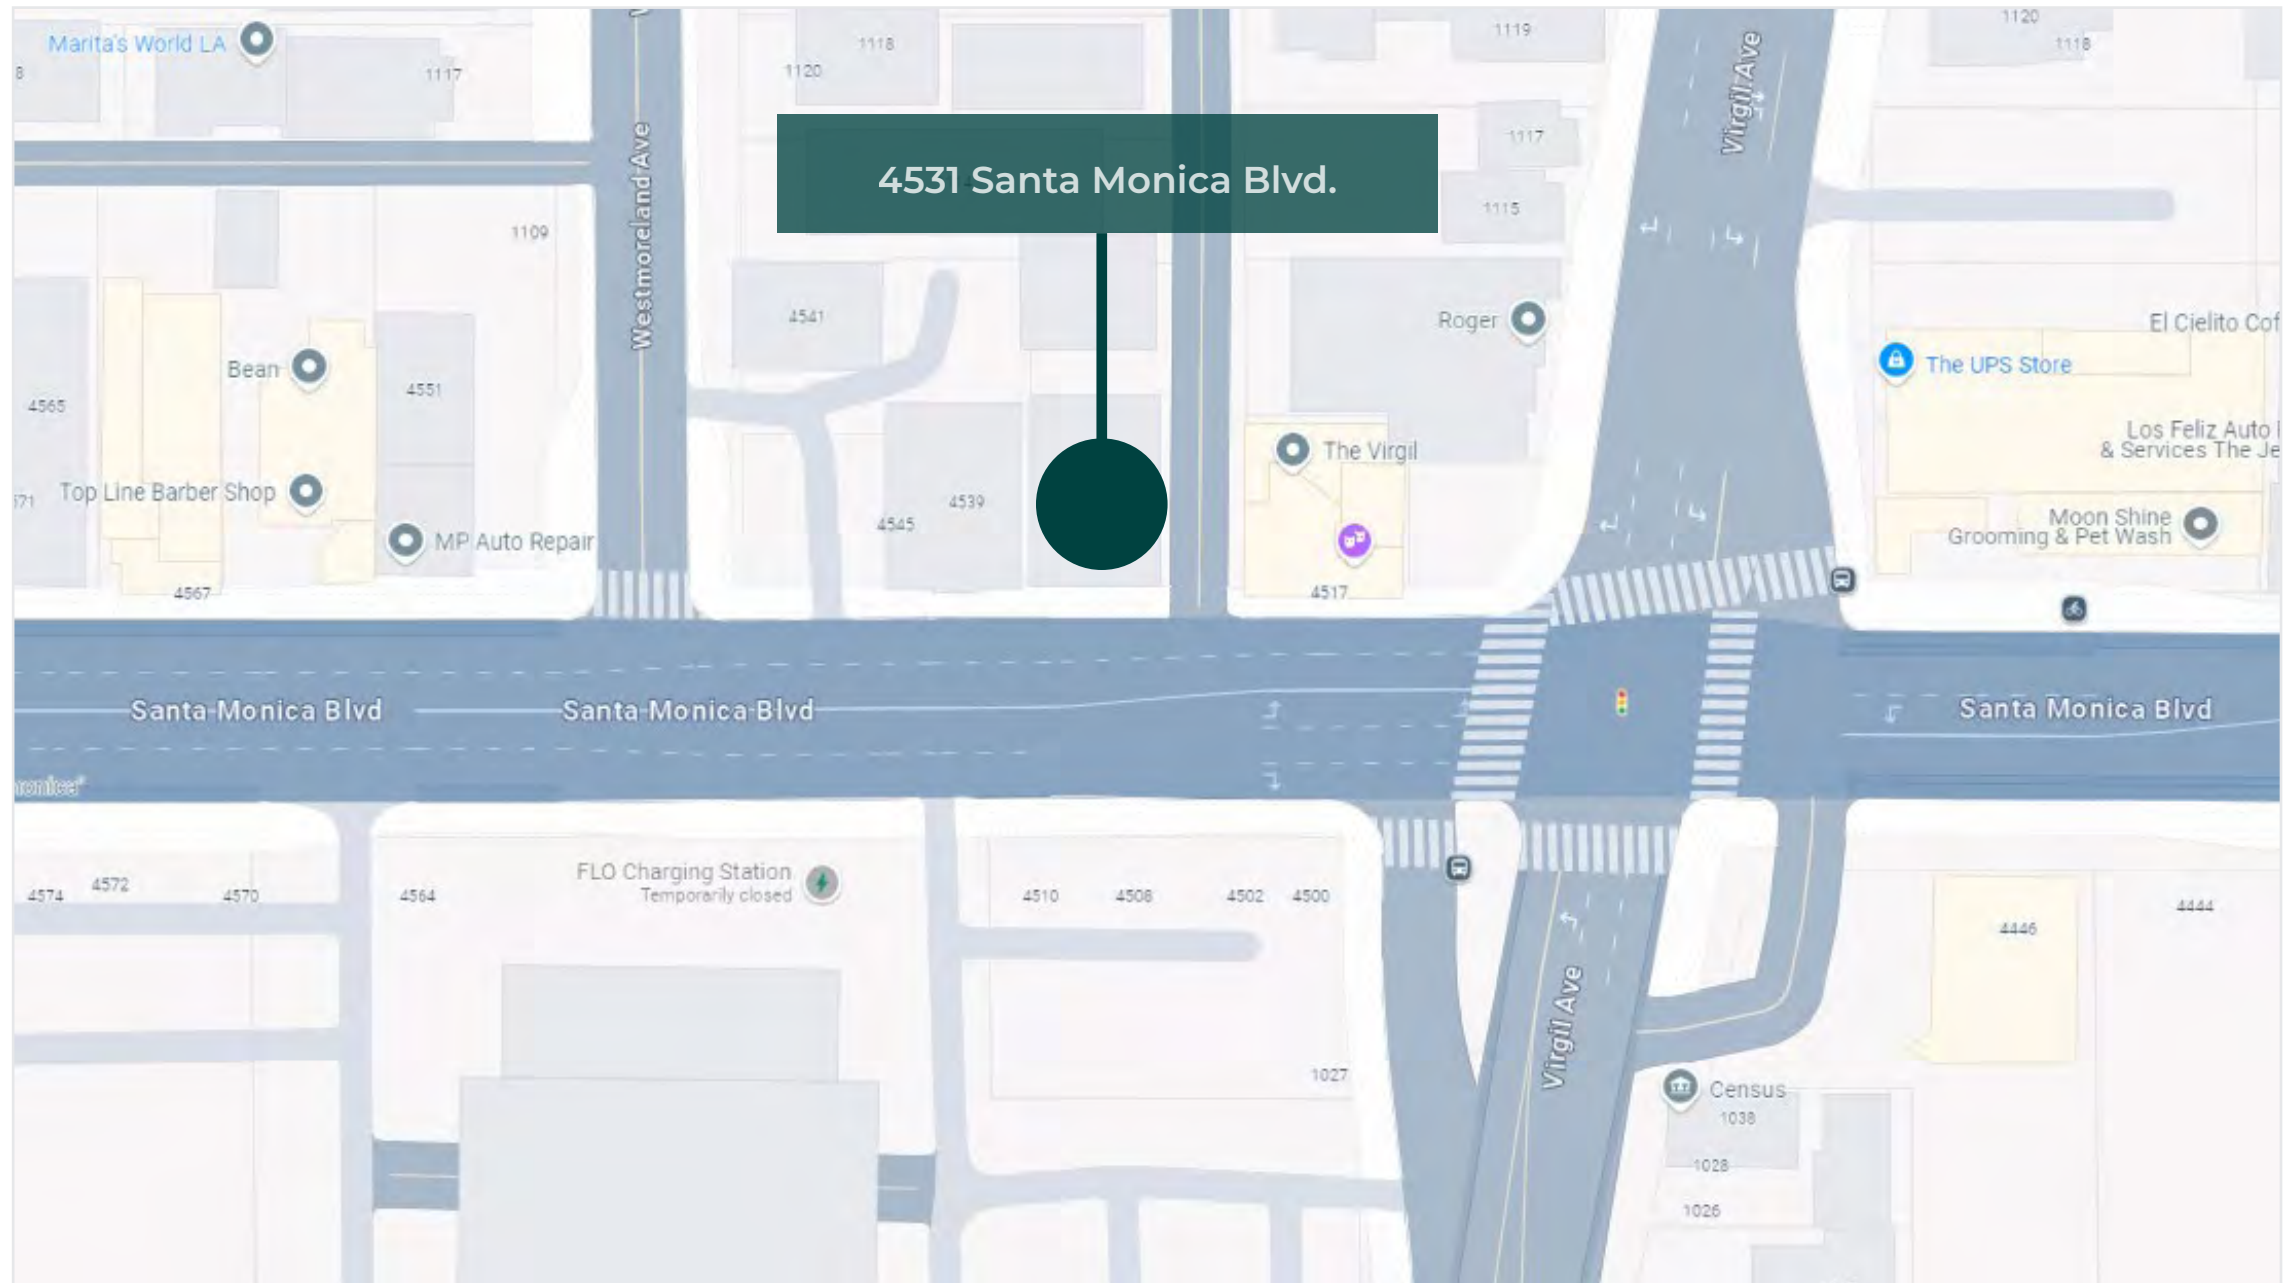 Marita's World LA
1117
1118
1120
1119
1120
1118
Virgil Ave
8
Westmoreland Ave
4531 Santa Monica Blvd.
1117
1115
1109
4541
Roger
El Cielito Cof
The UPS Store
Bean
4551
4565
Los Feliz Auto
& Services The Je
The Virgil
Top Line Barber Shop
4539
4545
MP Auto Repair
Moon Shine
Grooming & Pet Wash
4567
4517
Santa Monica Blvd
Santa Monica Blvd
Santa Monica Blvd
4574
4572
4570
4564
FLO Charging Station
Temporarily closed
4510
4508
4502
4500
4446
4444
Virgil Ave
1027
Census
1038
1028
1026